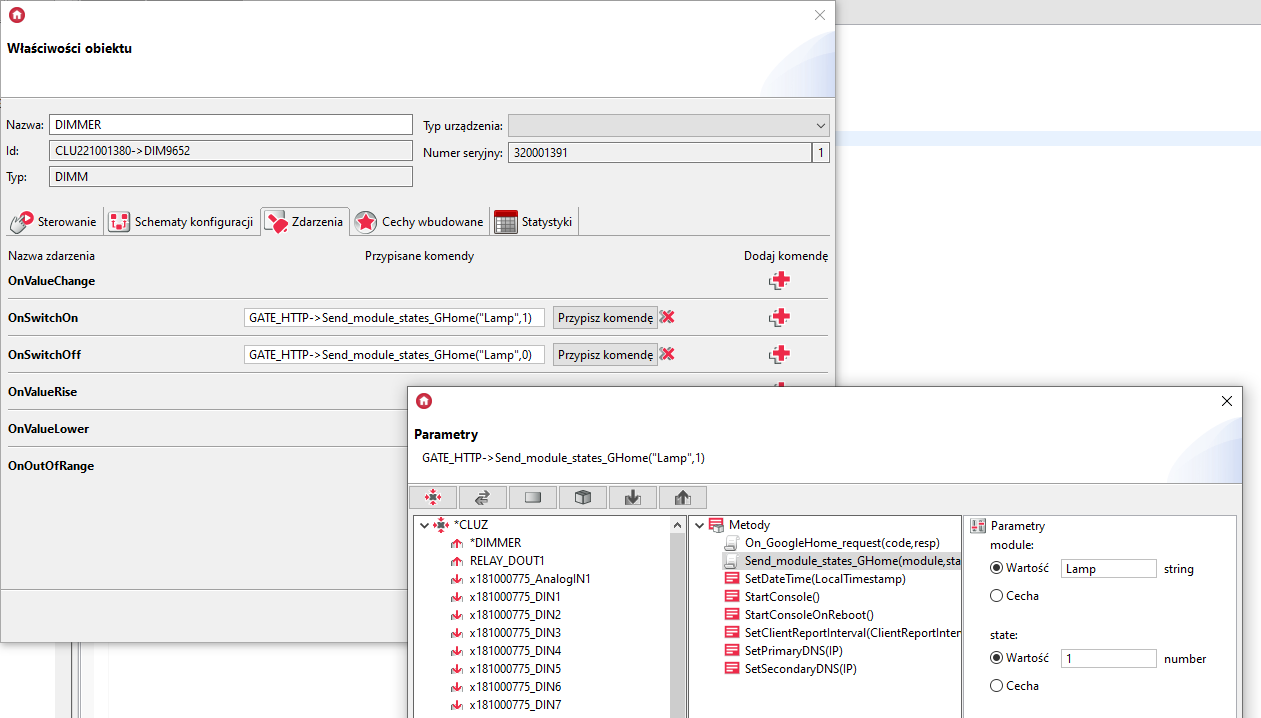 Właściwości obiektu
Nazwa: DIMMER Typ urządzenia:
Id: CLU221001380->DIM9652 Numer seryjny: 320001391 1
Typ: DIMM
Sterowanie Schematy konfiguracji Zdarzenia Cechy wbudowane Statystyki
Nazwa zdarzenia Przypisane komendy Dodaj komendę
OnValueChange
OnSwitchOn GATE_HTTP->Send_module_states_GHome("Lamp",1) Przypisz komendę
OnSwitchOff GATE_HTTP->Send_module_states_GHome("Lamp",0) Przypisz komendę
OnValueRise
OnValueLower
OnOutOfRange
Parametry
GATE_HTTP->Send_module_states_GHome("Lamp",1)
*CLUZ
*DIMMER
RELAY_DOUT1
x181000775_AnalogIN1
x181000775_DIN1
x181000775_DIN2
x181000775_DIN3
x181000775_DIN4
x181000775_DIN5
x181000775_DIN6
x181000775_DIN7
Metody
On_GoogleHome_request(code,resp)
Send_module_states_GHome(module,sta
SetDateTime(LocalTimestamp)
StartConsole()
StartConsoleOnReboot()
SetClientReportInterval(ClientReportInter
SetPrimaryDNS(IP)
SetSecondaryDNS(IP)
Parametry
module:
Wartość Lamp string
Cecha
state:
Wartość 1 number
Cecha